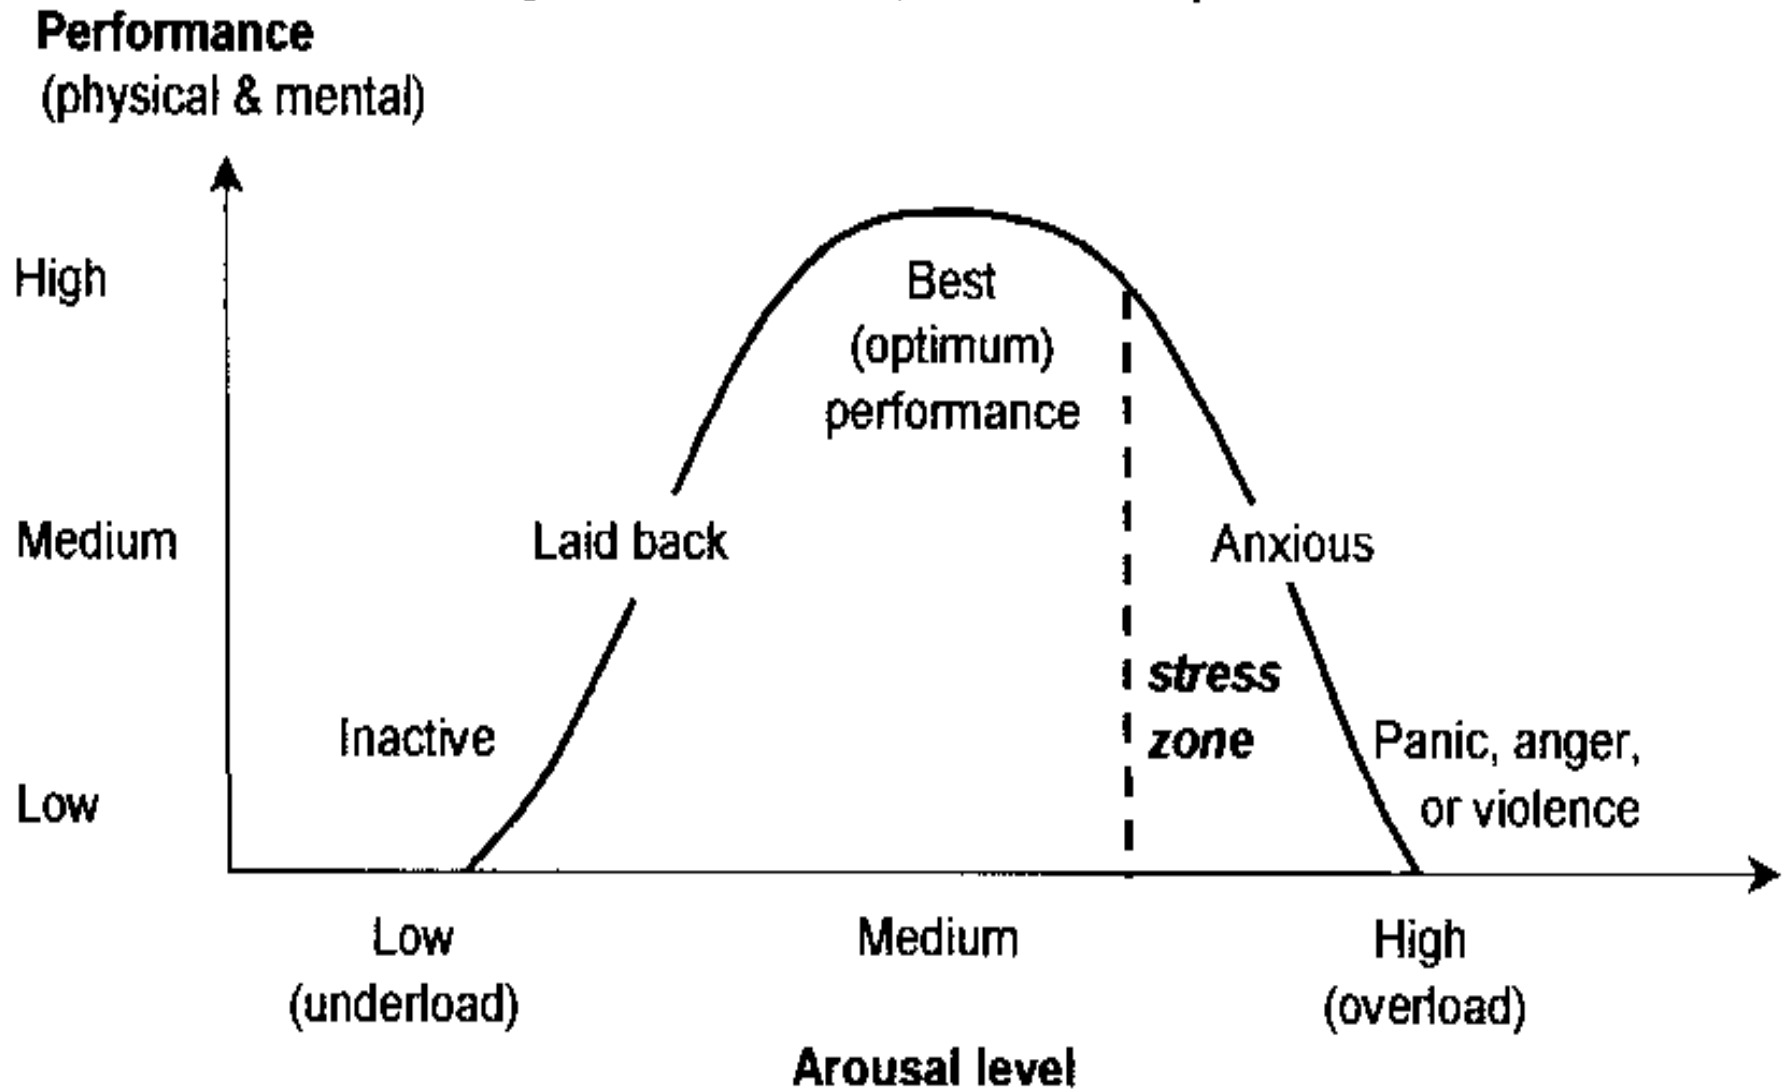 Performance
(physical & mental)
High
Best
(optimum)
performance
Medium
Laid back
Anxious
stress
zone
Inactive
Panic, anger,
or violence
Low
Low
(underload)
Medium
High
(overload)
Arousal level